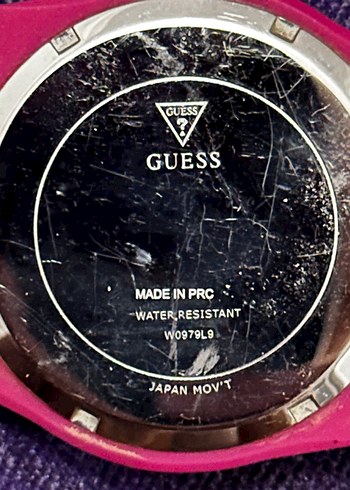 GUESS
?
GUESS
MADE IN PRC
WATER RESISTANT
W0979L9
JAPAN MOV'T